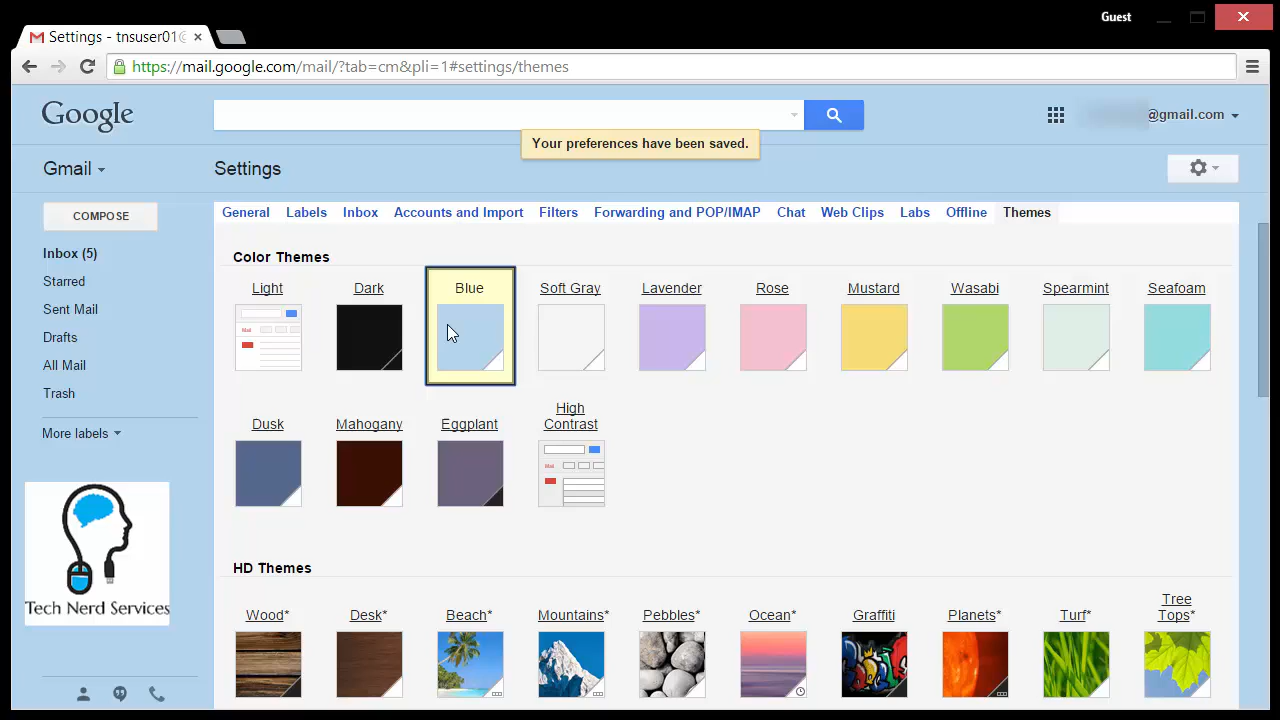 Guest
Settings - tnsuser01@
https://mail.google.com/mail/?tab=cm&pli=1#settings/themes
Google
@gmail.com
Your preferences have been saved.
Gmail
Settings
COMPOSE
General Labels Inbox Accounts and Import Filters Forwarding and POP/IMAP Chat Web Clips Labs Offline Themes
Inbox (5)
Starred
Sent Mail
Drafts
All Mail
Trash
More labels
Tech Nerd Services
Color Themes
Light Dark Blue Soft Gray Lavender Rose Mustard Wasabi Spearmint Seafoam
Mail
Dusk Mahogany Eggplant High
Contrast
Mail
HD Themes
Wood* Desk* Beach* Mountains* Pebbles* Ocean* Graffiti Planets* Turf* Tree
Tops*